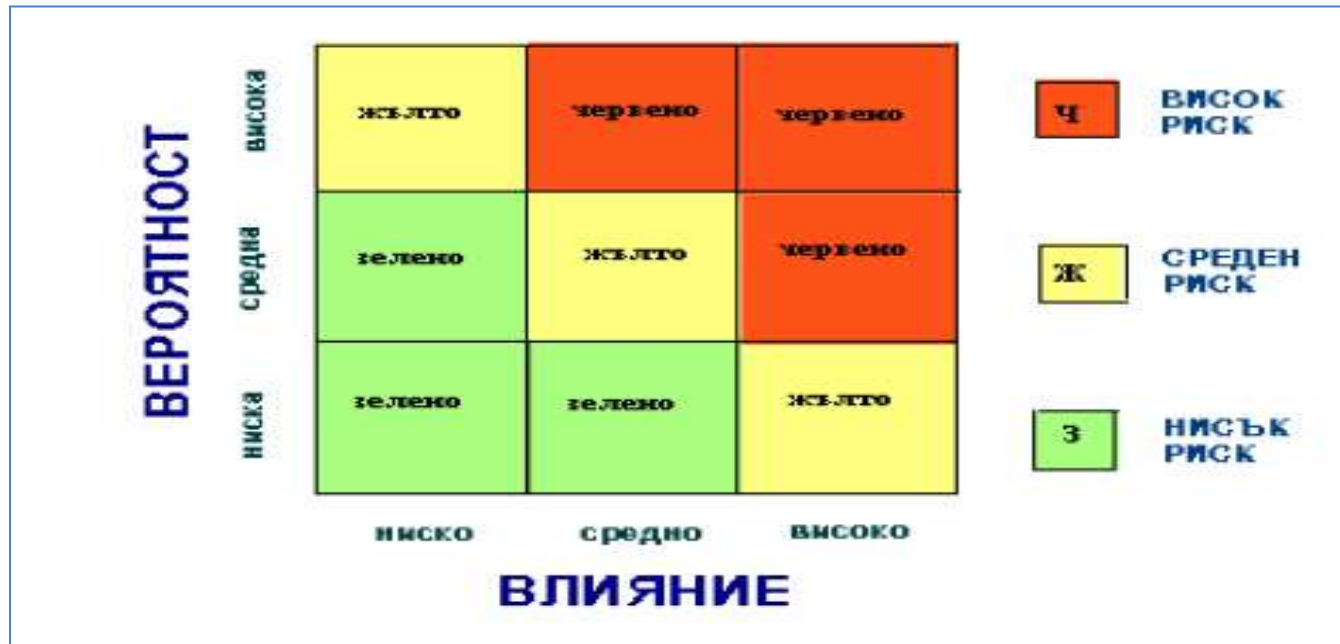 ВЕРОЯТНОСТ
висока
средна
ниска
жълто
червено
червено
зелено
жълто
червено
зелено
зелено
жълто
ниско
средно
високо
ВЛИЯНИЕ
Ч
ВИСОК
РИСК
Ж
СРЕДЕН
РИСК
З
НИСЪК
РИСК